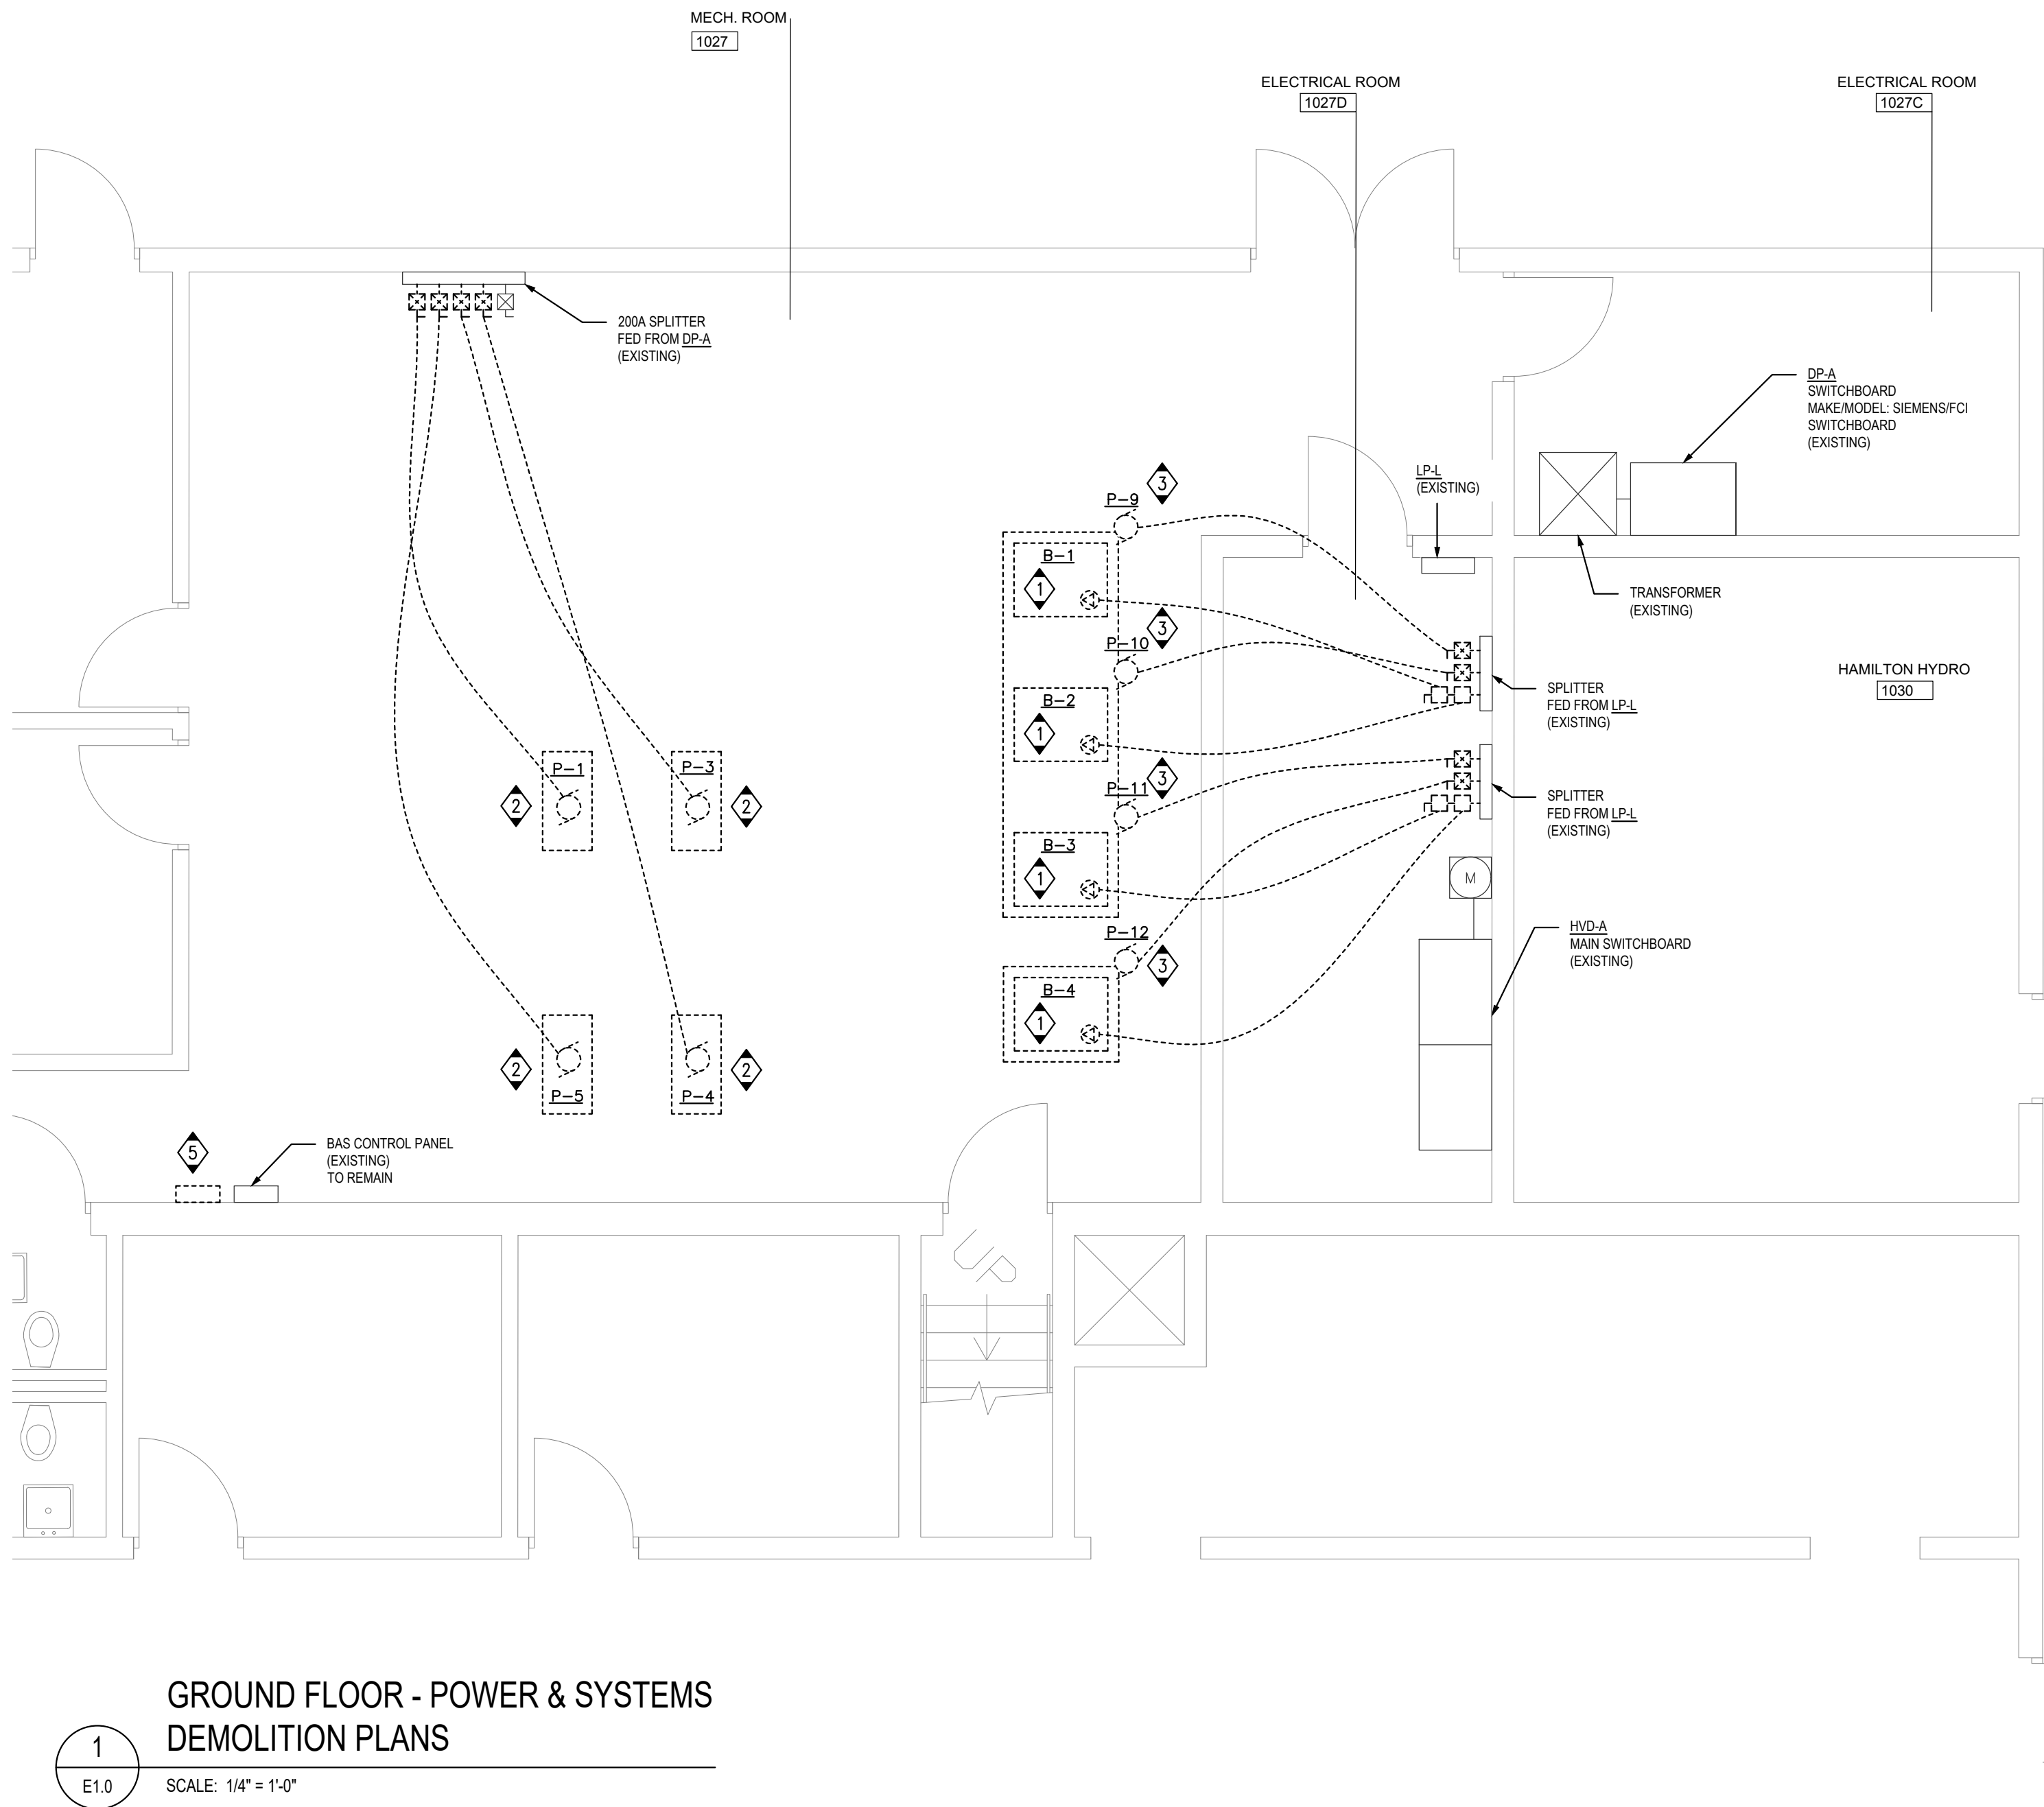 MECH. ROOM
1027
ELECTRICAL ROOM
1027D
ELECTRICAL ROOM
1027C
200A SPLITTER
FED FROM DP-A
(EXISTING)
DP-A
SWITCHBOARD
MAKE/MODEL: SIEMENS/FCI
SWITCHBOARD
(EXISTING)
LP-L
(EXISTING)
TRANSFORMER
(EXISTING)
P-9
3
B-1
1
P-10
3
B-2
1
P-11
3
B-3
1
P-12
3
B-4
1
SPLITTER
FED FROM LP-L
(EXISTING)
SPLITTER
FED FROM LP-L
(EXISTING)
HAMILTON HYDRO
1030
M
HVD-A
MAIN SWITCHBOARD
(EXISTING)
P-1
2
P-3
2
2
P-5
P-4
2
5
BAS CONTROL PANEL
(EXISTING)
TO REMAIN
UP
GROUND FLOOR - POWER & SYSTEMS
DEMOLITION PLANS
1
E1.0
SCALE: 1/4" = 1'-0"